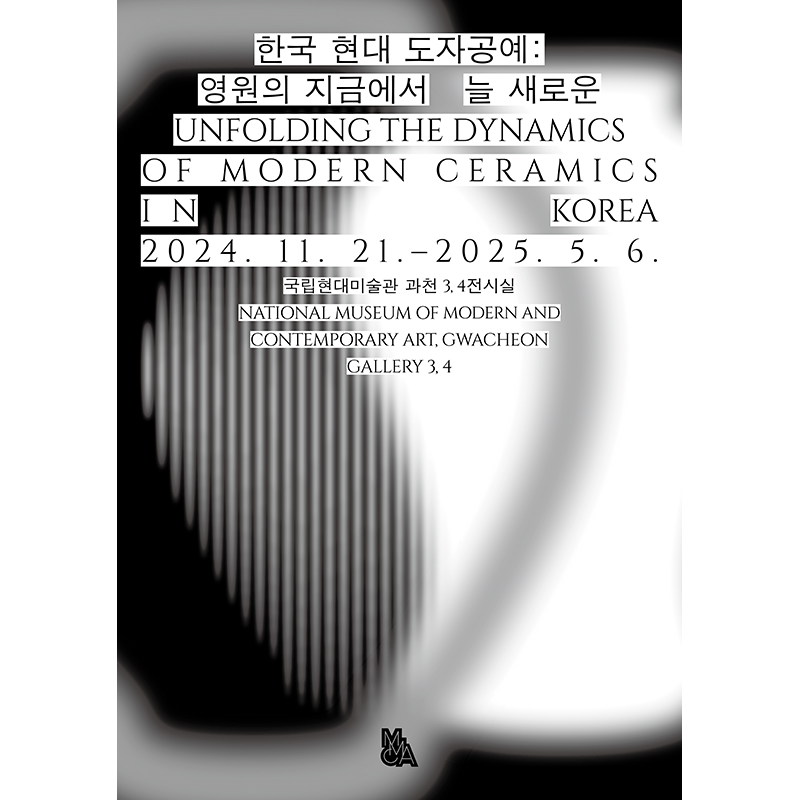 한국 현대 도자공예:
영원의 지금에서 늘 새로운
UNFOLDING THE DYNAMICS
OF MODERN CERAMICS
IN KOREA
2024. 11. 21.–2025. 5. 6.
국립현대미술관 과천 3, 4전시실
NATIONAL MUSEUM OF MODERN AND
CONTEMPORARY ART, GWACHEON
GALLERY 3, 4
MMCA